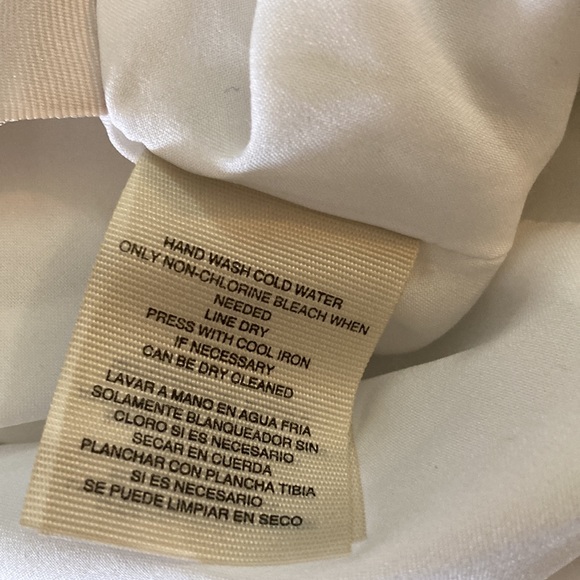 HAND WASH COLD WATER
ONLY NON-CHLORINE BLEACH WHEN
NEEDED
LINE DRY
PRESS WITH COOL IRON
IF NECESSARY
CAN BE DRY CLEANED
LAVAR A MANO EN AGUA FRIA
SOLAMENTE BLANQUEADOR SIN
CLORO SI ES NECESARIO
SECAR EN CUERDA
PLANCHAR CON PLANCHA TIBIA
SI ES NECESARIO
SE PUEDE LIMPIAR EN SECO